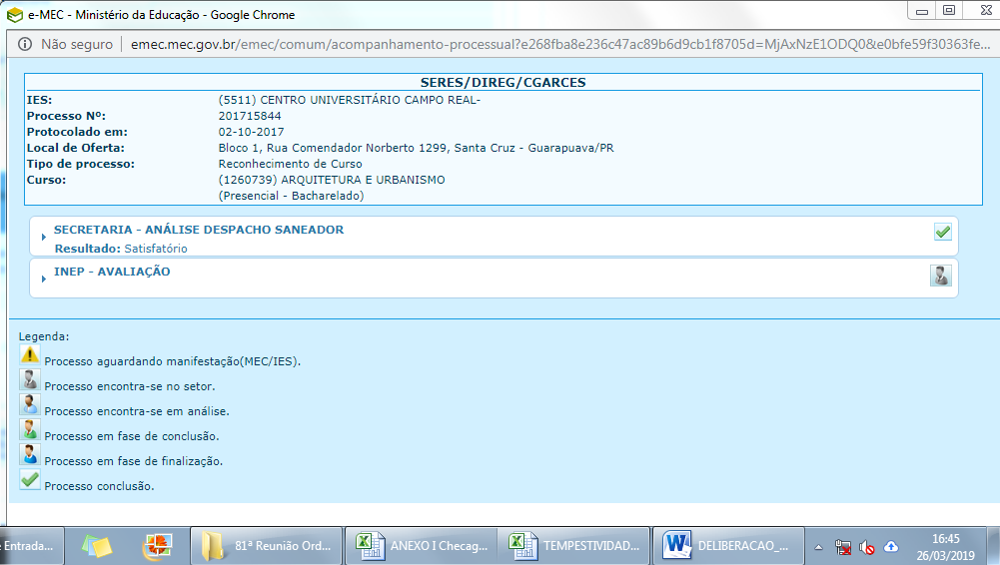 e-MEC - Ministério da Educação - Google Chrome
Não seguro | emec.mec.gov.br/emec/comum/acompanhamento-processual?e268fba8e236c47ac89b6d9cb1f8705d=MjAxNzE1ODQ0&e0bfe59f30363fe...
SERES/DIREG/CGARCES
IES: (5511) CENTRO UNIVERSITÁRIO CAMPO REAL-
Processo Nº: 201715844
Protocolado em: 02-10-2017
Local de Oferta: Bloco 1, Rua Comendador Norberto 1299, Santa Cruz - Guarapuava/PR
Tipo de processo: Reconhecimento de Curso
Curso: (1260739) ARQUITETURA E URBANISMO
(Presencial - Bacharelado)
SECRETARIA - ANÁLISE DESPACHO SANEADOR
Resultado: Satisfatório
INEP - AVALIAÇÃO
Legenda:
Processo aguardando manifestação(MEC/IES).
Processo encontra-se no setor.
Processo encontra-se em análise.
Processo em fase de conclusão.
Processo em fase de finalização.
Processo conclusão.
Entrada... 81ª Reunião Ord... ANEXO I Checag... TEMPESTIVIDAD... DELIBERACAO_... 16:45
26/03/2019